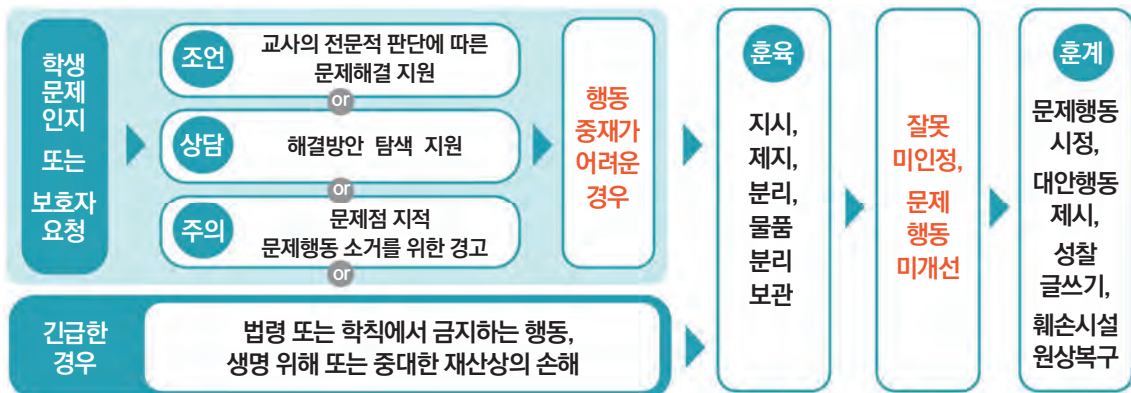 학생
문제
인지
또는
보호자
요청
조언
교사의 전문적 판단에 따른
문제해결 지원
or
상담
해결방안 탐색 지원
or
주의
문제점 지적
문제행동 소거를 위한 경고
or
행동
중재가
어려운
경우
긴급한
경우
법령 또는 학칙에서 금지하는 행동,
생명 위해 또는 중대한 재산상의 손해
훈육
지시,
제지,
분리,
물품
분리
보관
잘못
미인정,
문제
행동
미개선
훈계
문제행동
시정,
대안행동
제시,
성찰
글쓰기,
훼손시설
원상복구